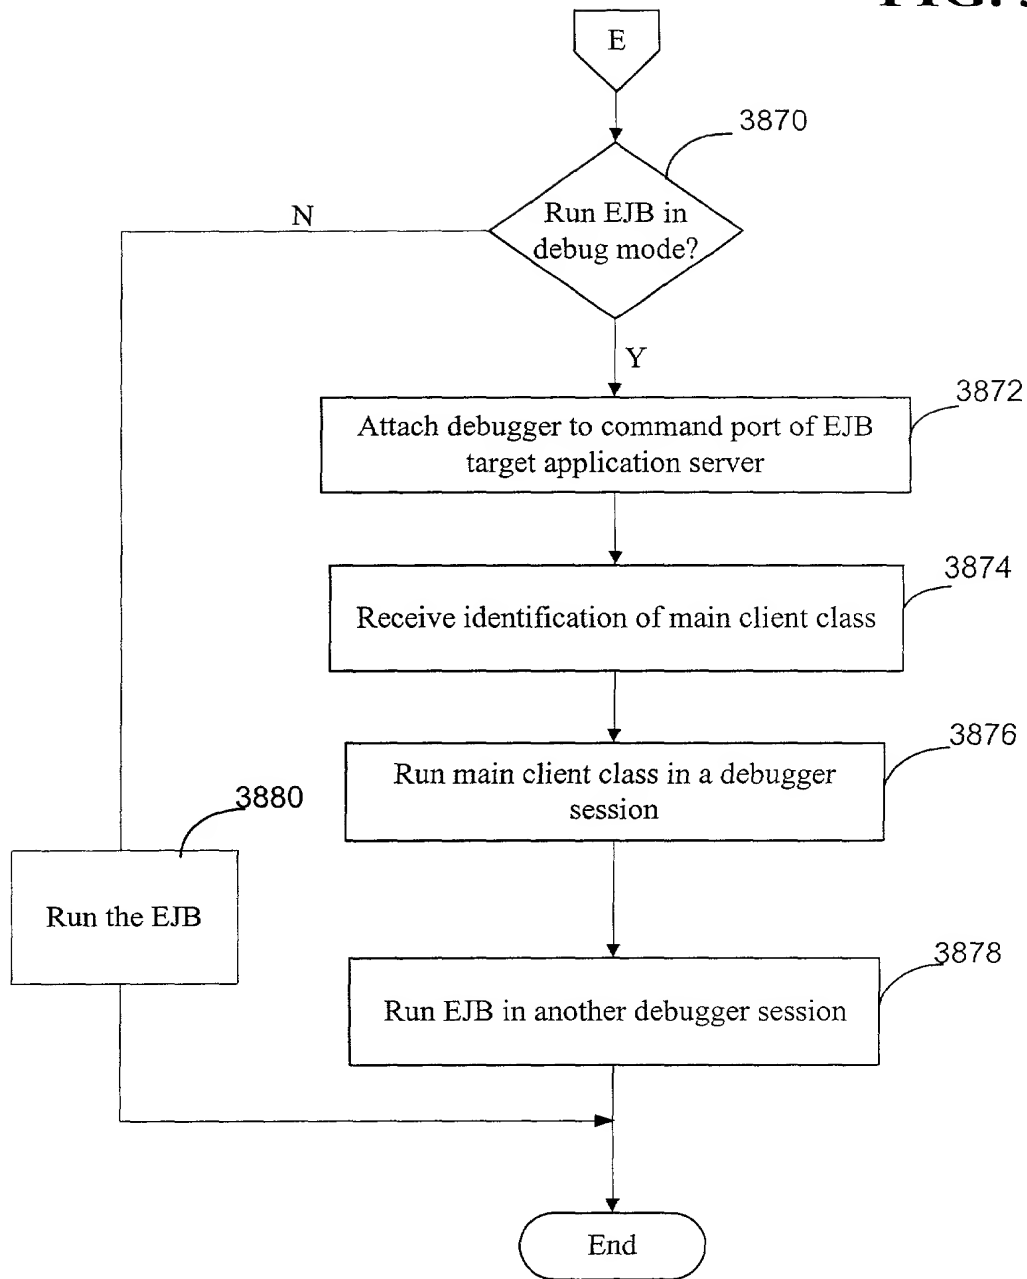 FIG.
E
3870
Run EJB in
debug mode?
N
Y
3872
Attach debugger to command port of EJB
target application server
3874
Receive identification of main client class
3876
Run main client class in a debugger
session
3880
Run the EJB
3878
Run EJB in another debugger session
End